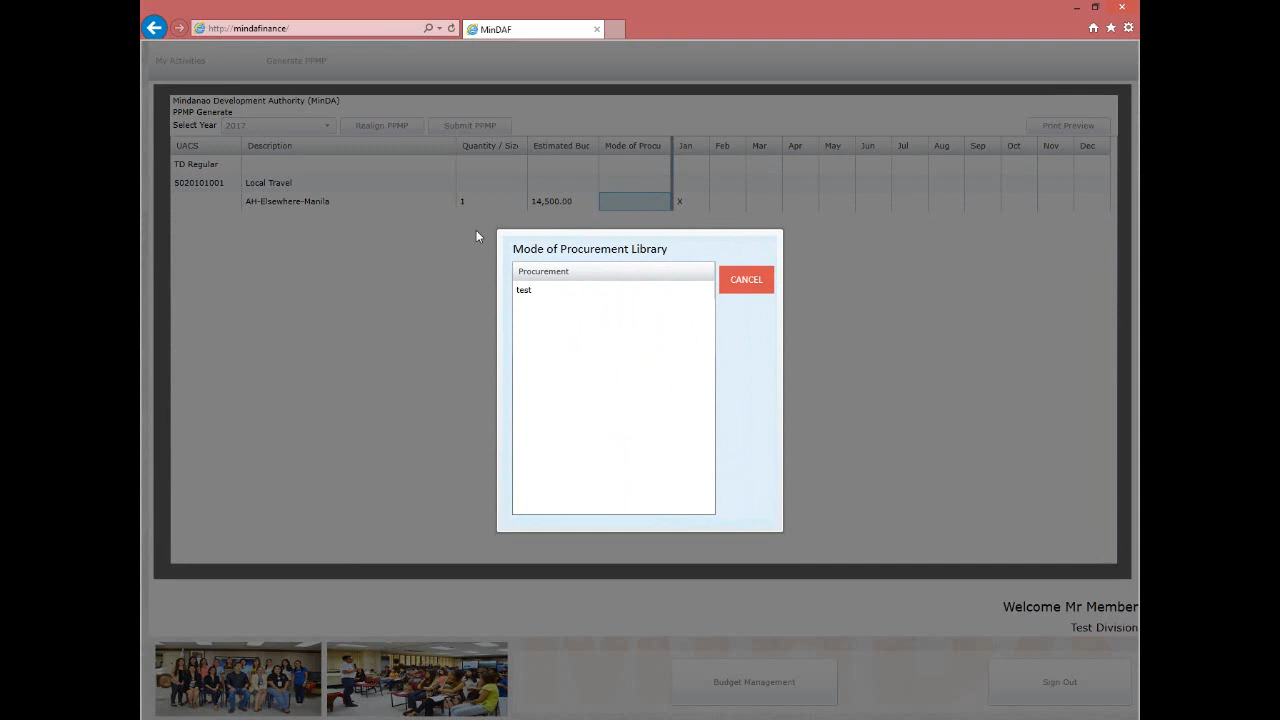 http://mindafinance/
MinDAF
My Activities Generate PPMP
Mindanao Development Authority (MinDA)
PPMP Generate
Select Year 2017 Realign PPMP Submit PPMP Print Preview
UACS Description Quantity / Size Estimated Buc Mode of Procu Jan Feb Mar Apr May Jun Jul Aug Sep Oct Nov Dec
TD Regular
5020101001 Local Travel
AH-Elsewhere-Manila 1 14,500.00 X
Mode of Procurement Library
Procurement
CANCEL
test
Welcome Mr Member
Test Division
Budget Management Sign Out